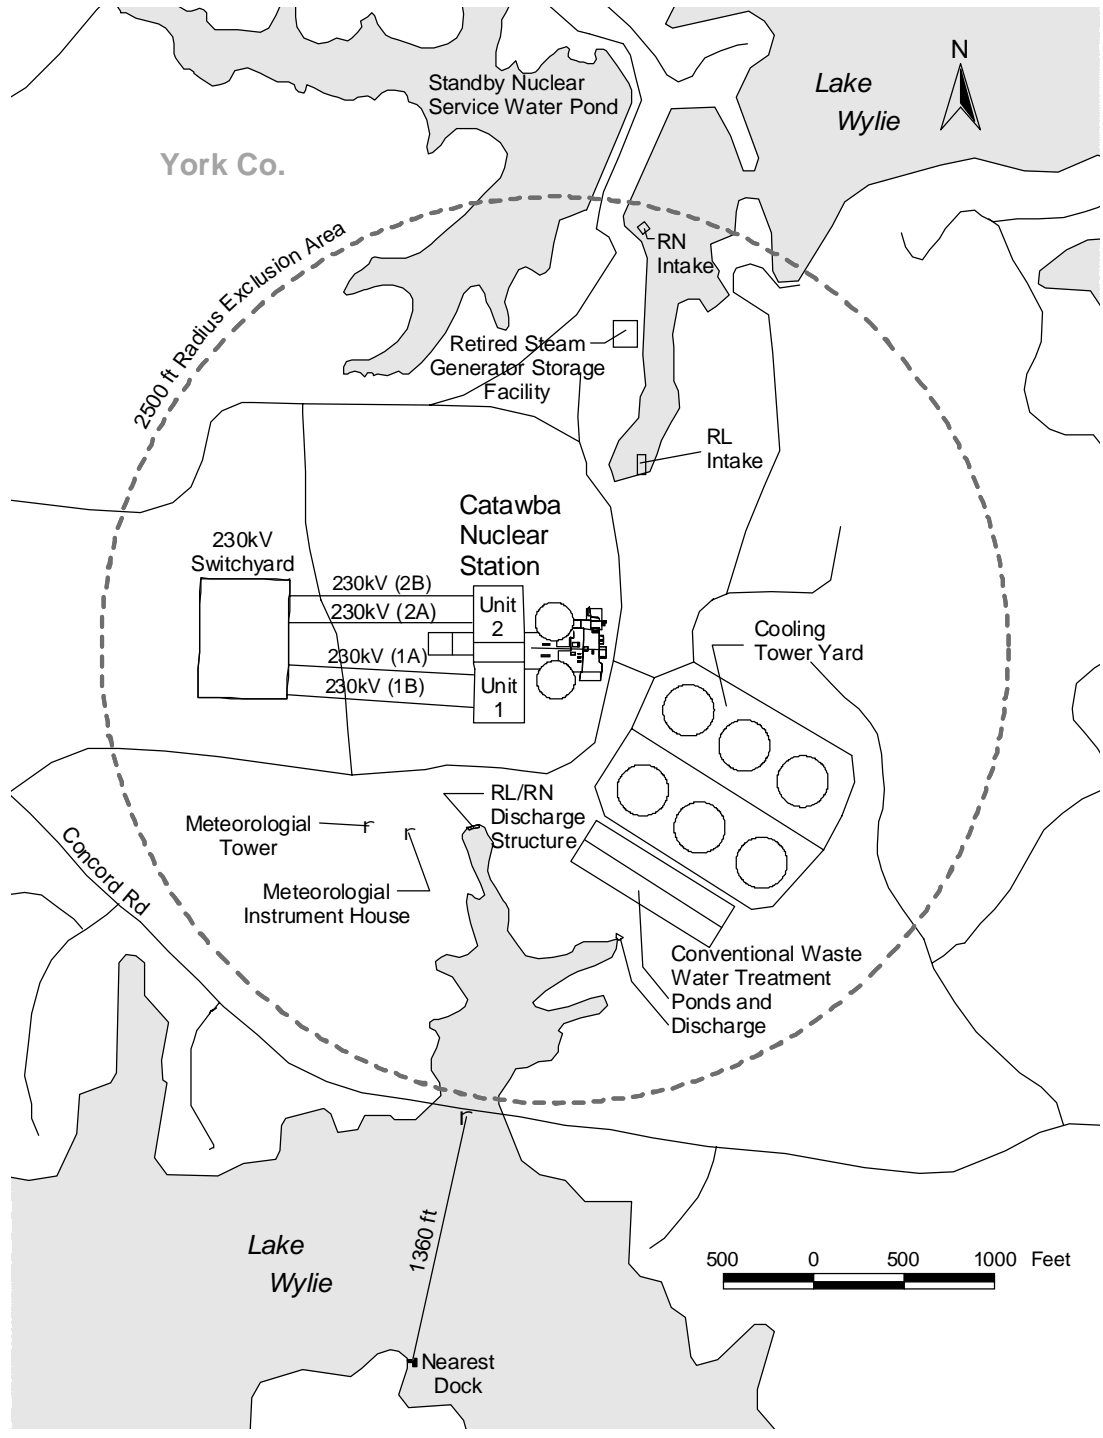 Standby Nuclear
Service Water Pond
Lake
Wylie
N
York Co.
2500 ft Radius Exclusion Area
RN
Intake
Retired Steam
Generator Storage
Facility
RL
Intake
Catawba
Nuclear
Station
230kV
Switchyard
230kV (2B)
230kV (2A)
230kV (1A)
230kV (1B)
Unit
2
Unit
1
Cooling
Tower Yard
RL/RN
Discharge
Structure
Meteorologial
Tower
r
r
Meteorologial
Instrument House
Concord Rd
Conventional Waste
Water Treatment
Ponds and
Discharge
r
1360 ft
Lake
Wylie
500 0 500 1000 Feet
Nearest
Dock